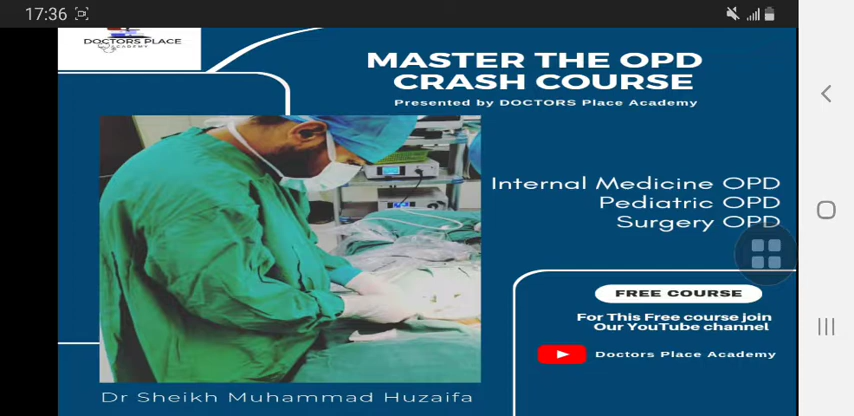 17:36
DOCTORS PLACE
ACADEMY
MASTER THE OPD
CRASH COURSE
Presented by DOCTORS Place Academy
Internal Medicine OPD
Pediatric OPD
Surgery OPD
FREE COURSE
For This Free course join
Our YouTube channel
Doctors Place Academy
Dr Sheikh Muhammad Huzaifa